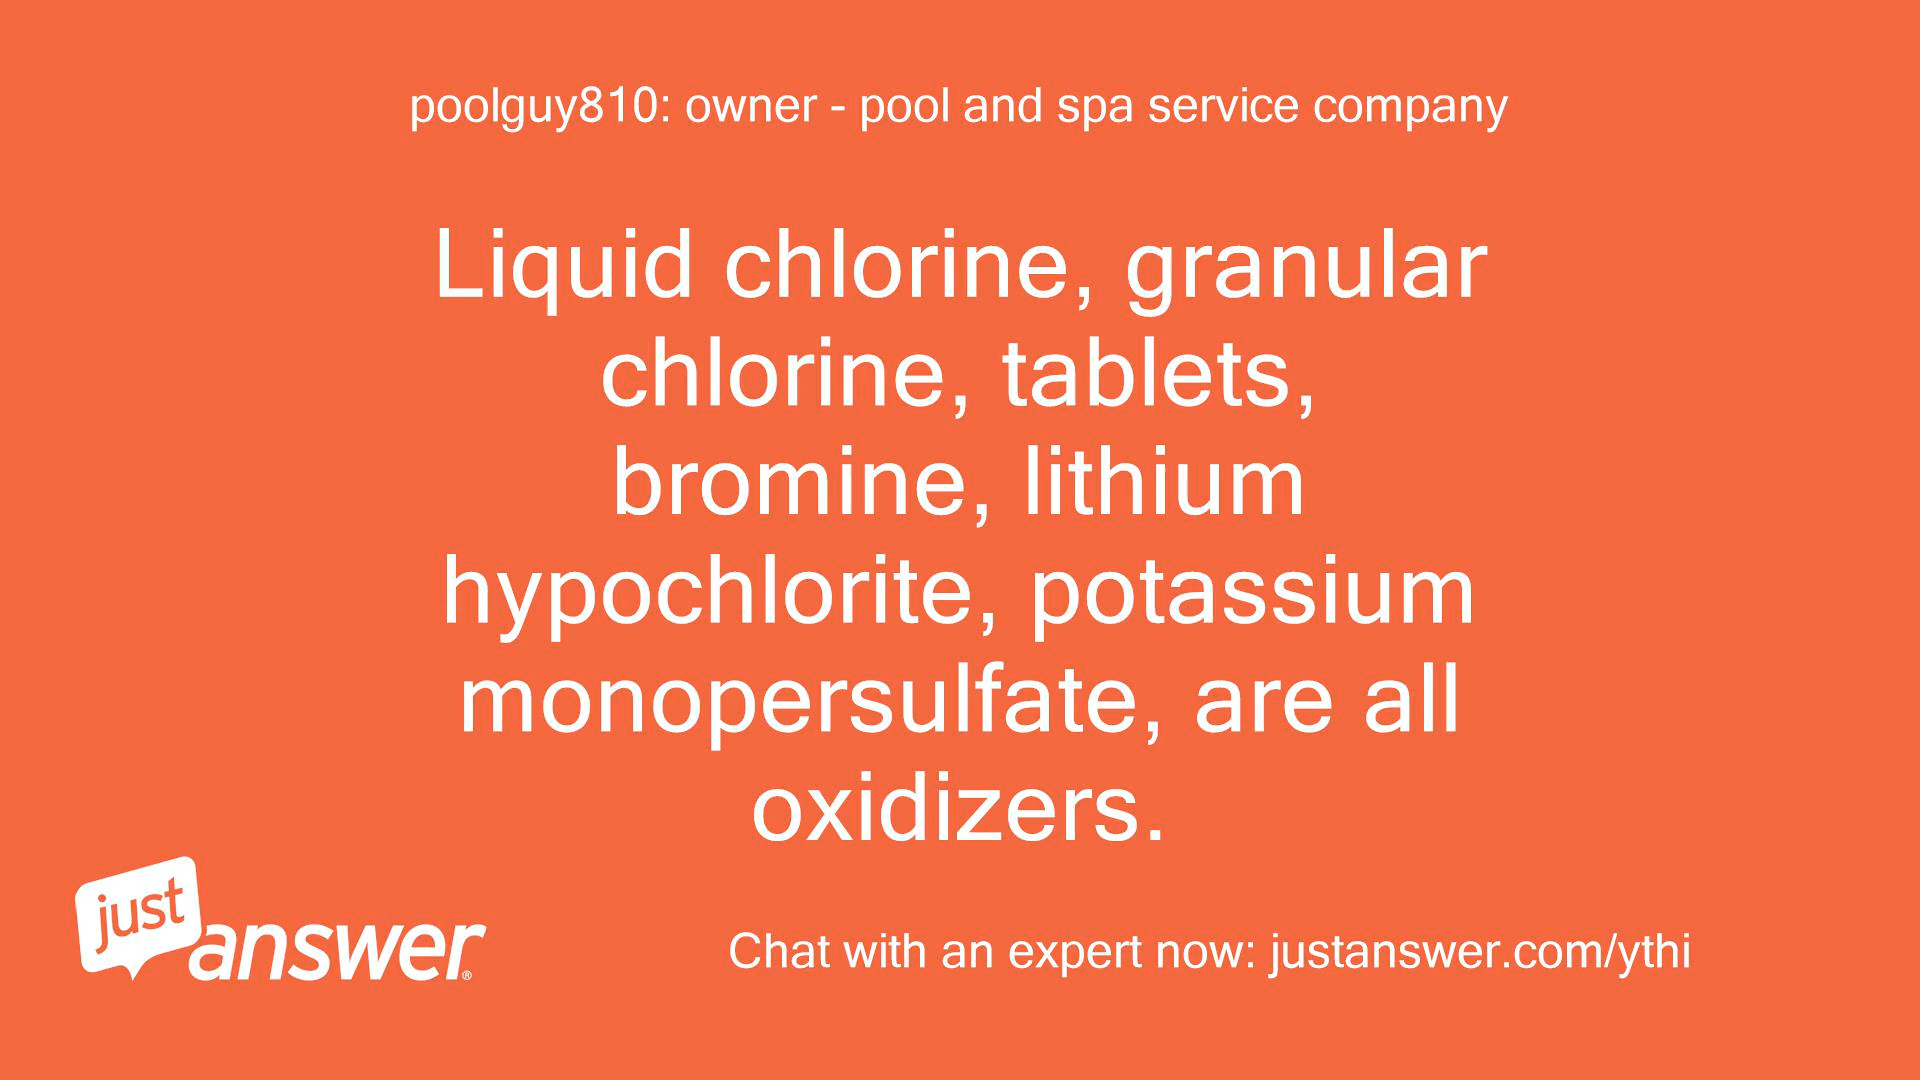 poolguy810: owner - pool and spa service company
Liquid chlorine, granular
chlorine, tablets,
bromine, lithium
hypochlorite, potassium
monopersulfate, are all
oxidizers.
just
answer®
Chat with an expert now: justanswer.com/ythi